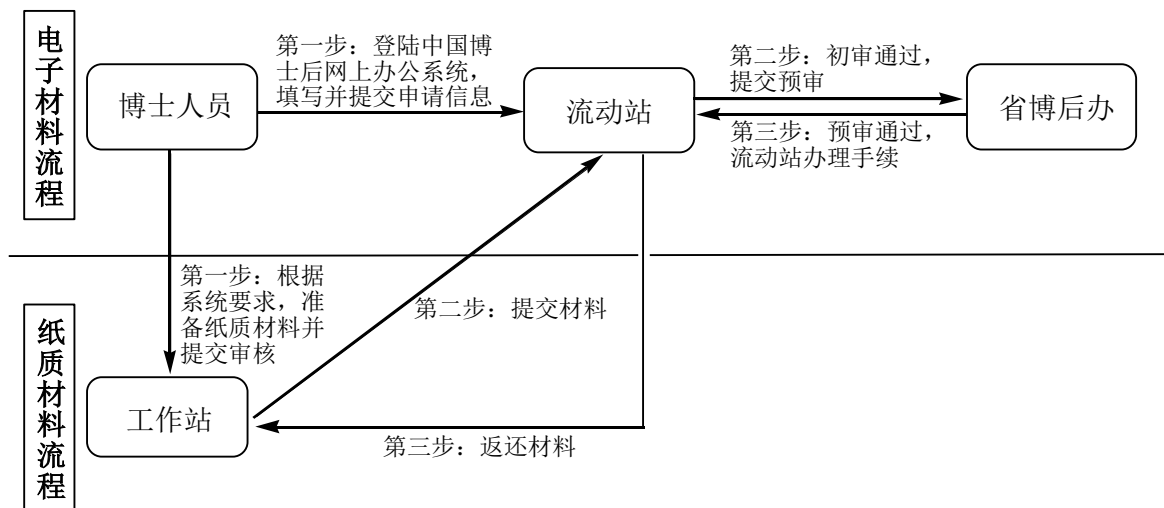 电子材料流程
博士人员
第一步：登陆中国博
士后网上办公系统，
填写并提交申请信息
流动站
第二步：初审通过，
提交预审
第三步：预审通过，
流动站办理手续
省博后办
纸质材料流程
第一步：根据
系统要求，准
备纸质材料并
提交审核
第二步：提交材料
工作站
第三步：返还材料